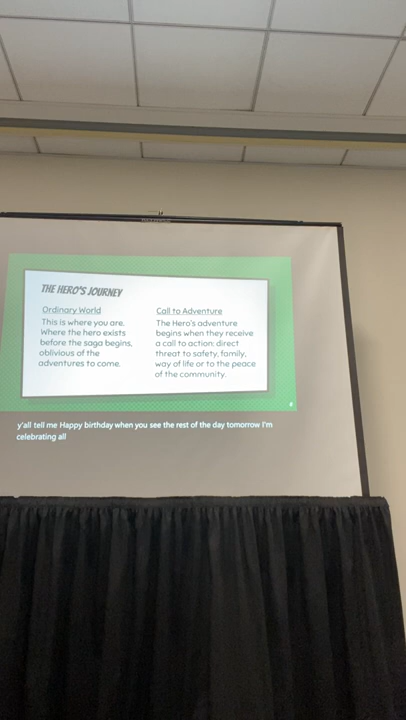 THE HERO'S JOURNEY
Ordinary World
This is where you are.
Where the hero exists
before the saga begins,
oblivious of the
adventures to come.
Call to Adventure
The Hero's adventure
begins when they receive
a call to action: direct
threat to safety, family,
way of life or to the peace
of the community.
y'all tell me Happy birthday when you see the rest of the day tomorrow I'm
celebrating all